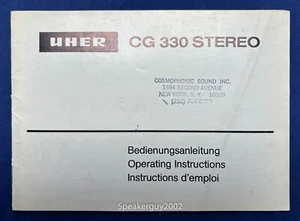 UHER CG 330 STEREO
COSMOPHONIC SOUND INC.
1594 SECOND AVENUE
NEW YORK, N. Y. 10028
Bedienungsanleitung
Operating Instructions
Instructions d'emploi
Speakerguy2002